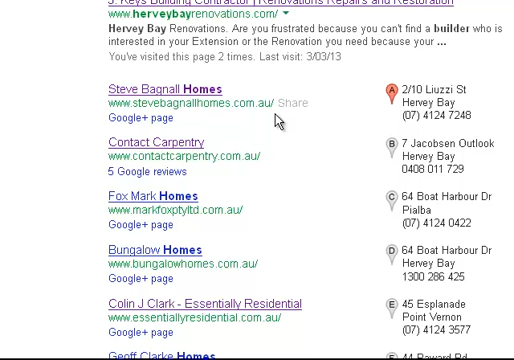 3. Keys Building Contractor | Renovations Repairs and Restoration
www.herveybayrenovations.com/
Hervey Bay Renovations. Are you frustrated because you can't find a builder who is
interested in your Extension or the Renovation you need because your ...
You've visited this page 2 times. Last visit: 3/03/13
Steve Bagnall Homes
www.stevebagnallhomes.com.au/ Share
Google+ page
A 2/10 Liuzzi St
Hervey Bay
(07) 4124 7248
Contact Carpentry
www.contactcarpentry.com.au/
5 Google reviews
B 7 Jacobsen Outlook
Hervey Bay
0408 011 729
Fox Mark Homes
www.markfoxptyltd.com.au/
Google+ page
C 64 Boat Harbour Dr
Pialba
(07) 4124 0422
Bungalow Homes
www.bungalowhomes.com.au/
Google+ page
D 64 Boat Harbour Dr
Hervey Bay
1300 286 425
Colin J Clark - Essentially Residential
www.essentiallyresidential.com.au/
Google+ page
E 45 Esplanade
Point Vernon
(07) 4124 3577
Geoff Clarke Homes